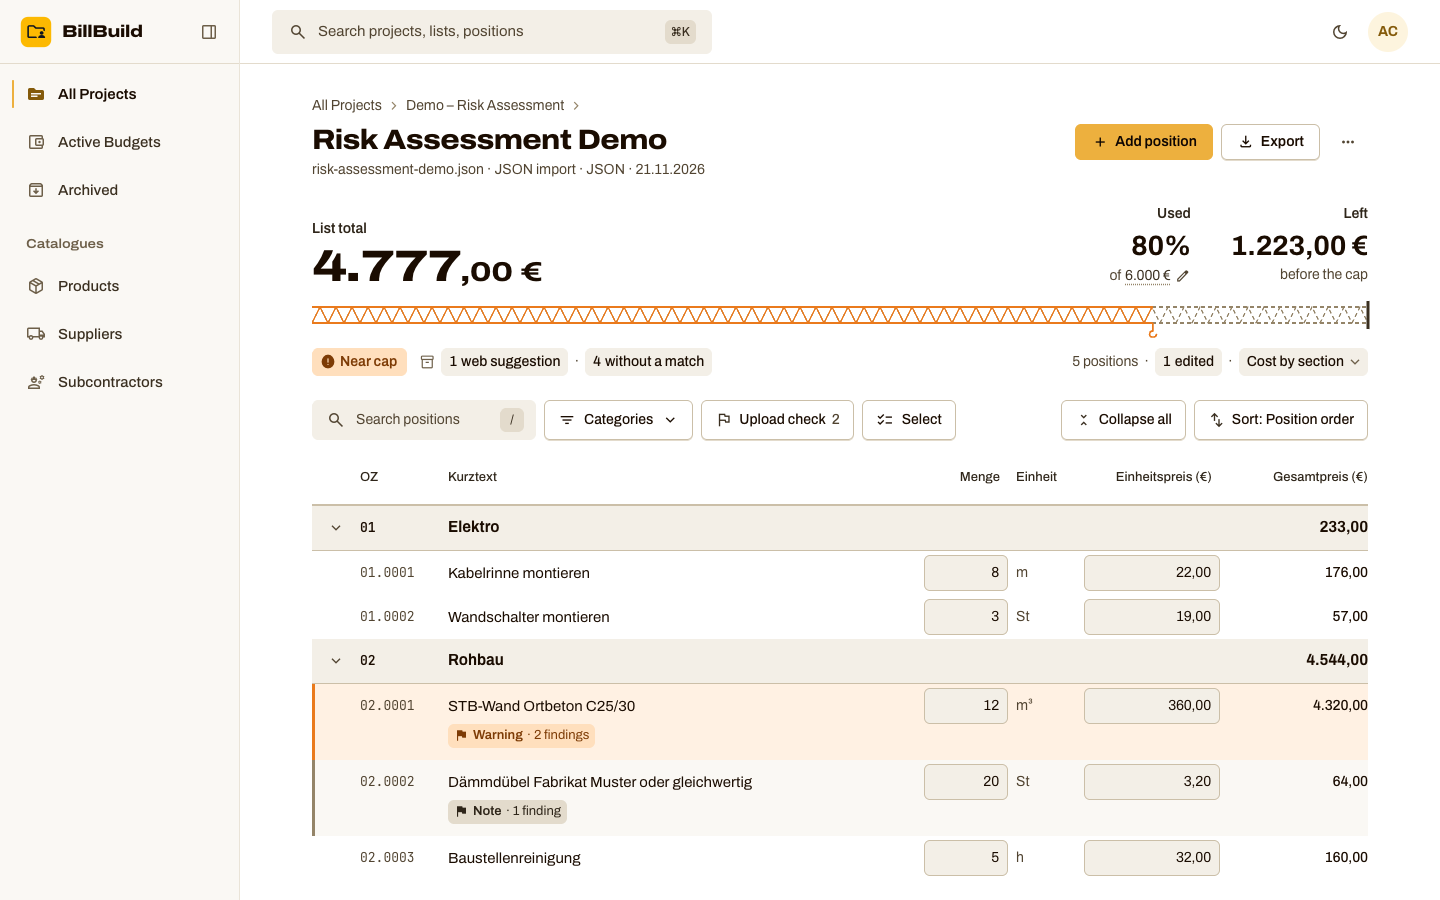 BillBuild
Search projects, lists, positions
⌘K
AC
All Projects
Active Budgets
Archived
Catalogues
Products
Suppliers
Subcontractors
All Projects
Demo – Risk Assessment
Risk Assessment Demo
risk-assessment-demo.json · JSON import · JSON · 21.11.2026
Add position
Export
List total
4.777,00 €
Used
80%
of 6.000 €
Left
1.223,00 €
before the cap
Near cap
1 web suggestion · 4 without a match
5 positions · 1 edited · Cost by section
Search positions /
Categories
Upload check 2
Select
Collapse all
Sort: Position order
OZ Kurztext Menge Einheit Einheitspreis (€) Gesamtpreis (€)
01 Elektro 233,00
01.0001 Kabelrinne montieren 8 m 22,00 176,00
01.0002 Wandschalter montieren 3 St 19,00 57,00
02 Rohbau 4.544,00
02.0001 STB-Wand Ortbeton C25/30 12 m³ 360,00 4.320,00
Warning · 2 findings
02.0002 Dämmdübel Fabrikat Muster oder gleichwertig 20 St 3,20 64,00
Note · 1 finding
02.0003 Baustellenreinigung 5 h 32,00 160,00